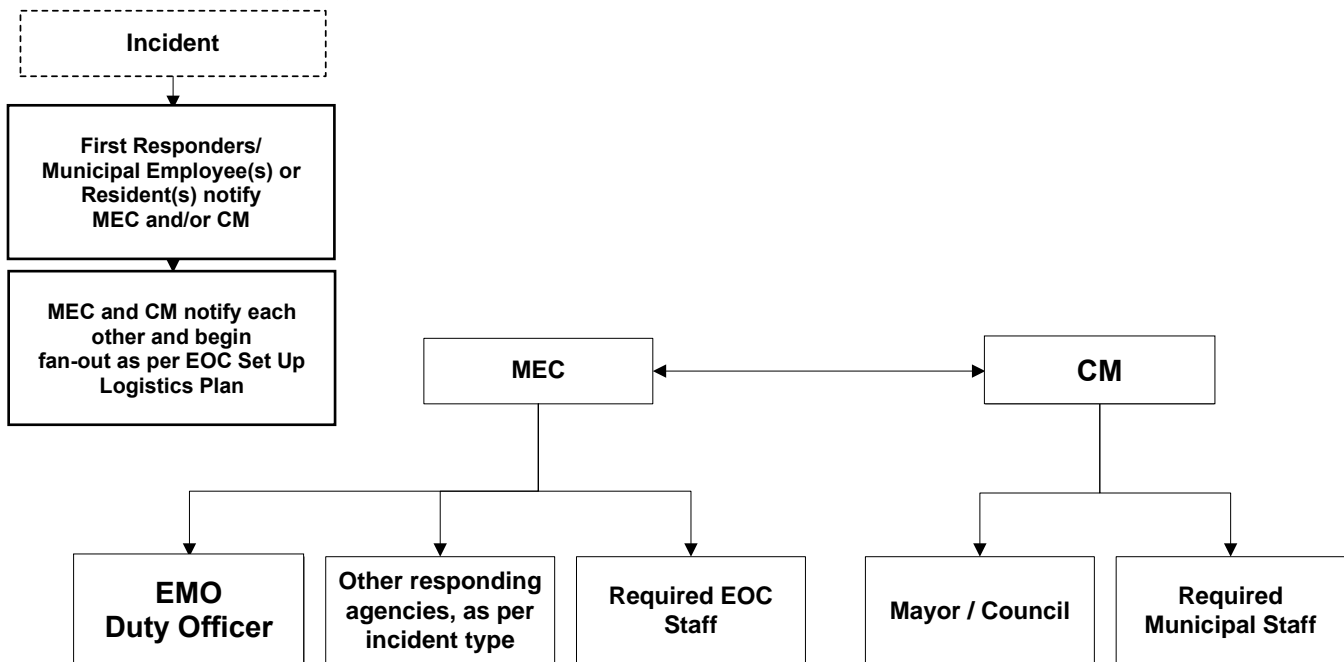 Incident
First Responders/
Municipal Employee(s) or
Resident(s) notify
MEC and/or CM
MEC and CM notify each
other and begin
fan-out as per EOC Set Up
Logistics Plan
MEC
CM
EMO
Duty Officer
Other responding
agencies, as per
incident type
Required EOC
Staff
Mayor / Council
Required
Municipal Staff